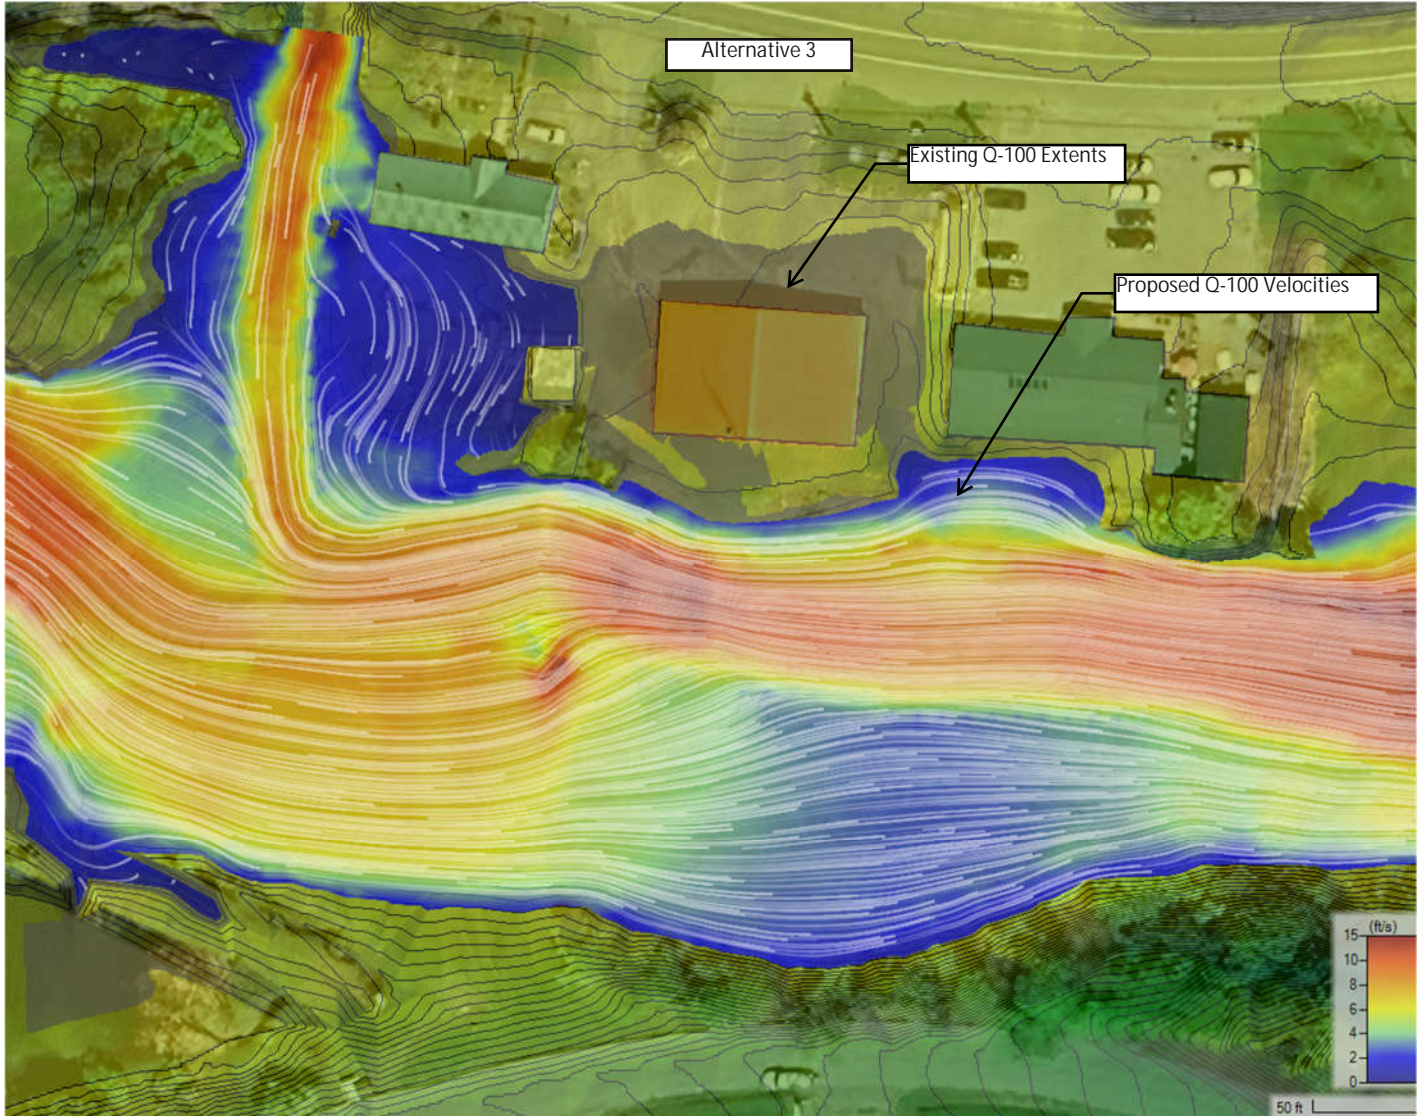 Alternative 3
Existing Q-100 Extents
Proposed Q-100 Velocities
(ft/s)
15
10
8
6
4
2
0
50 ft